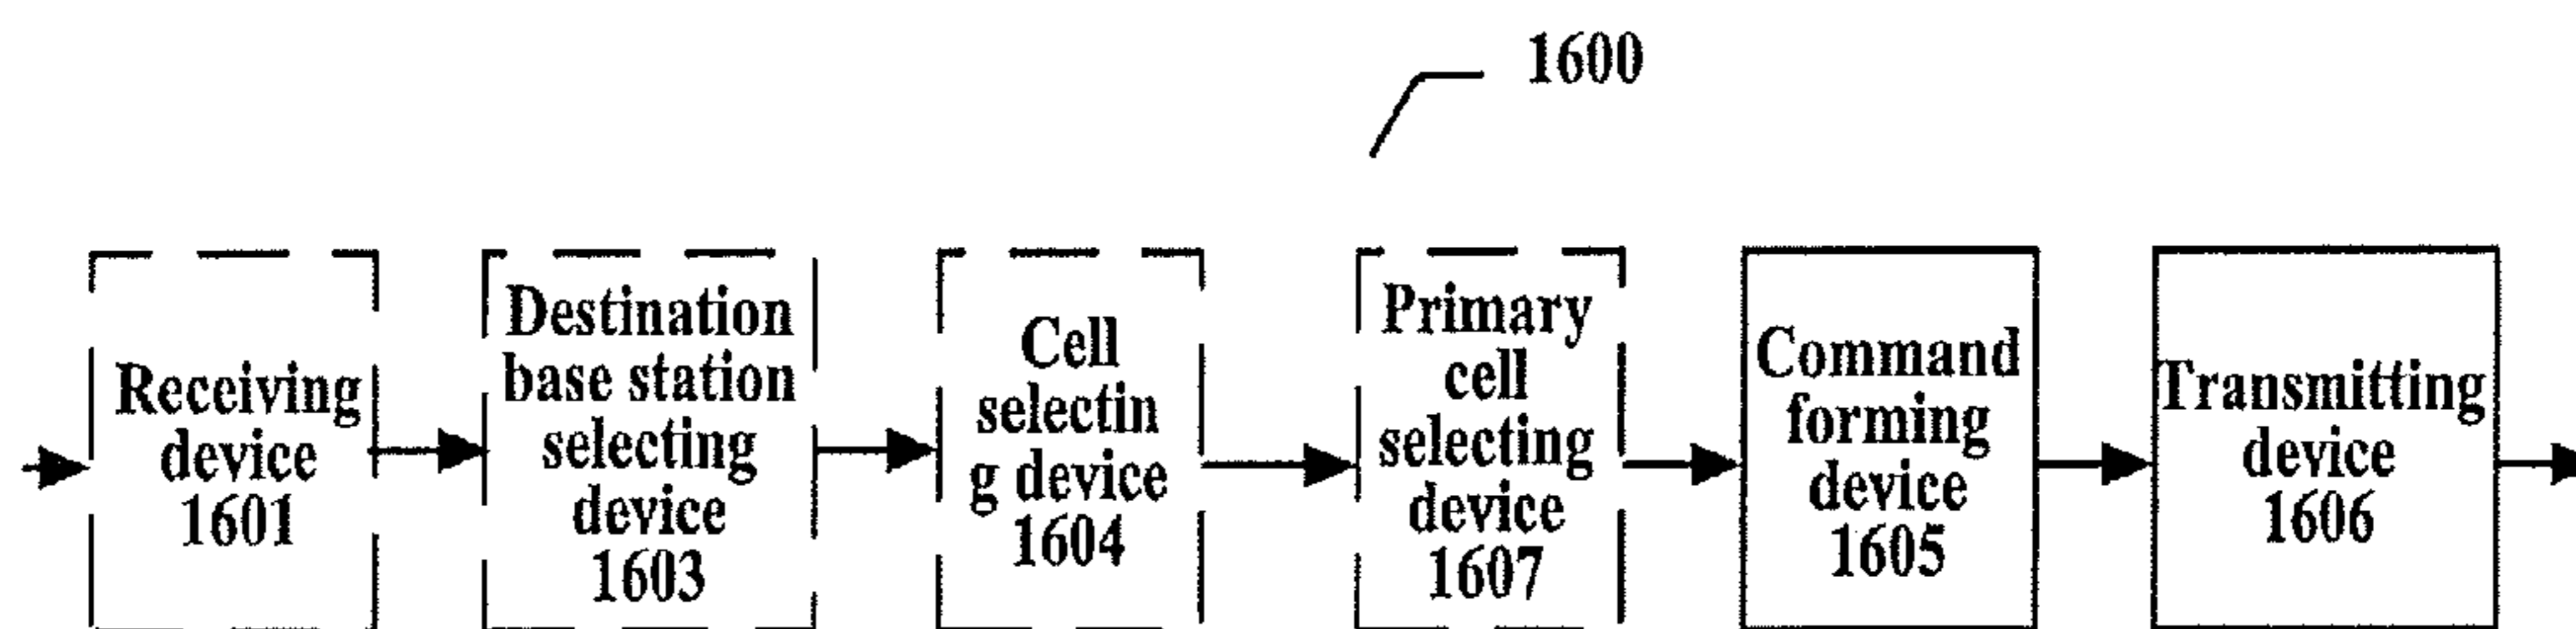 1600
Receiving
device
1601
Destination
base station
selecting
device
1603
Cell
selectin
g device
1604
Primary
cell
selecting
device
1607
Command
forming
device
1605
Transmitting
device
1606